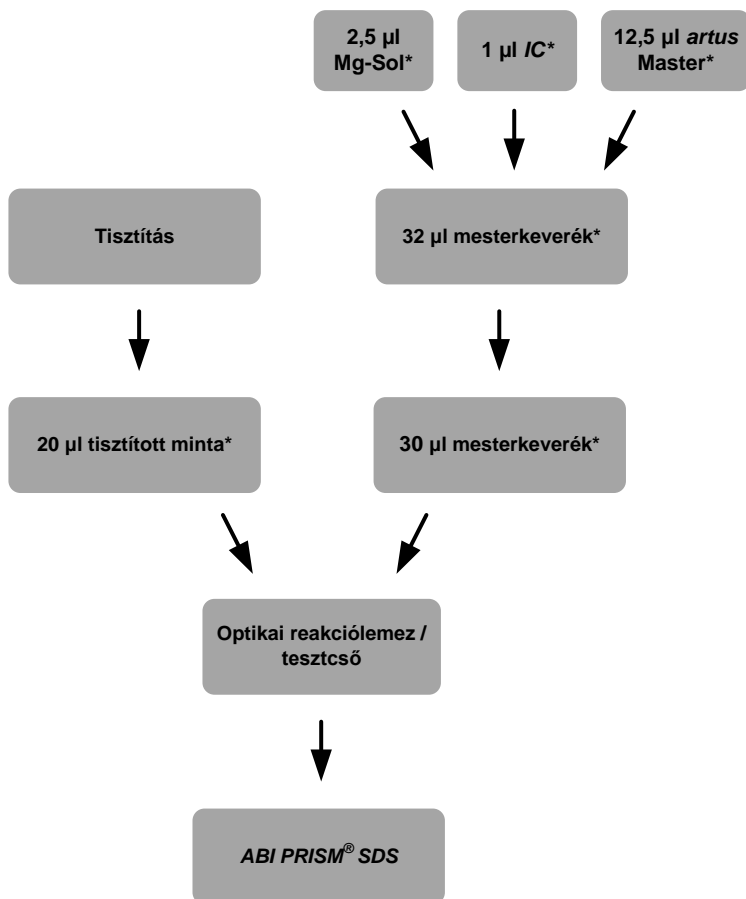 2,5 µl
Mg-Sol*
1 µl IC*
12,5 µl artus
Master*
Tisztítás
32 µl mesterkeverék*
20 µl tisztított minta*
30 µl mesterkeverék*
Optikai reakciólemez /
tesztcső
ABI PRISM® SDS